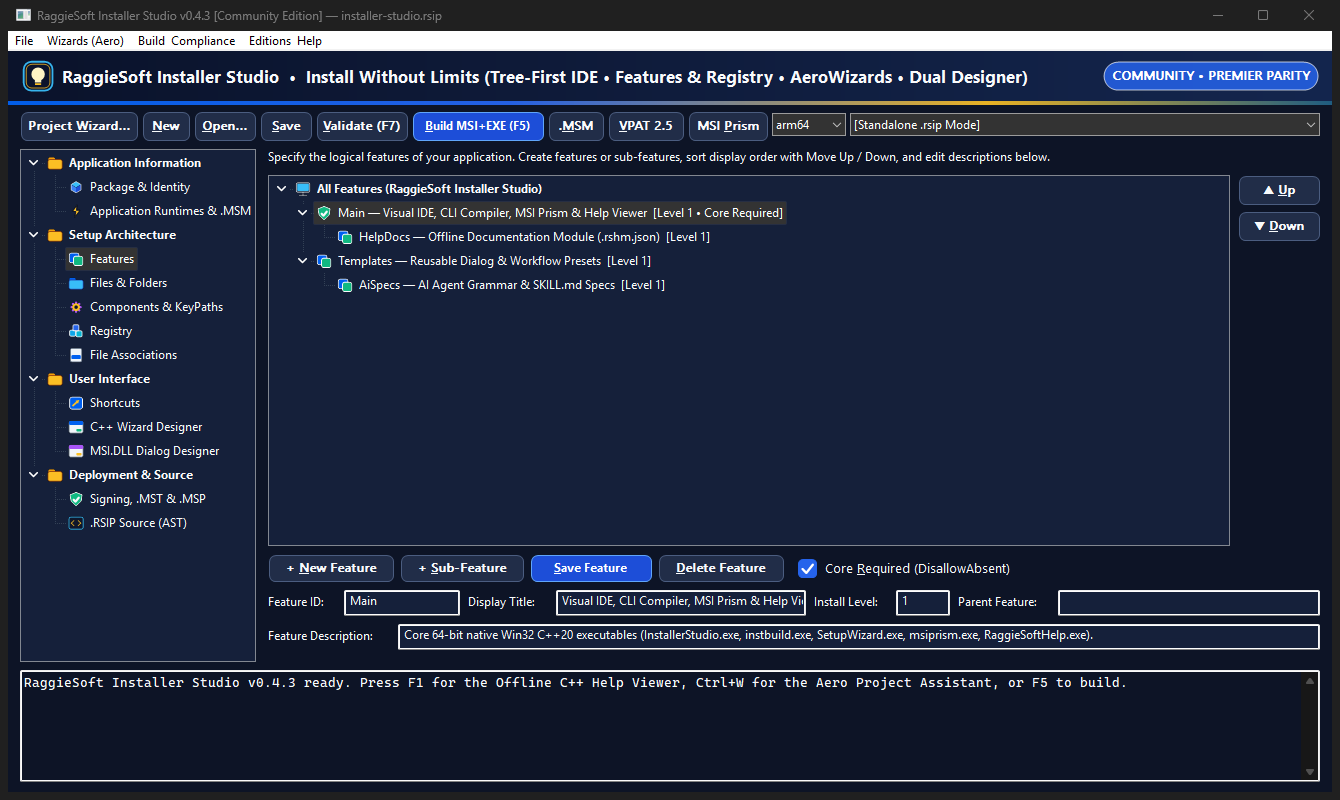 RaggieSoft Installer Studio v0.4.3 [Community Edition] — installer-studio.rsip
File Wizards (Aero) Build Compliance Editions Help
RaggieSoft Installer Studio • Install Without Limits (Tree-First IDE • Features & Registry • AeroWizards • Dual Designer)
COMMUNITY • PREMIER PARITY
Project Wizard... New Open... Save Validate (F7) Build MSI+EXE (F5) .MSM VPAT 2.5 MSI Prism arm64 [Standalone .rsip Mode]
Application Information
Package & Identity
Application Runtimes & .MSM
Setup Architecture
Features
Files & Folders
Components & KeyPaths
Registry
File Associations
User Interface
Shortcuts
C++ Wizard Designer
MSI.DLL Dialog Designer
Deployment & Source
Signing, .MST & .MSP
.RSIP Source (AST)
Specify the logical features of your application. Create features or sub-features, sort display order with Move Up / Down, and edit descriptions below.
All Features (RaggieSoft Installer Studio)
Main — Visual IDE, CLI Compiler, MSI Prism & Help Viewer [Level 1 • Core Required]
HelpDocs — Offline Documentation Module (.rshm.json) [Level 1]
Templates — Reusable Dialog & Workflow Presets [Level 1]
AiSpecs — AI Agent Grammar & SKILL.md Specs [Level 1]
▲ Up
▼ Down
+ New Feature + Sub-Feature Save Feature Delete Feature Core Required (DisallowAbsent)
Feature ID: Main Display Title: Visual IDE, CLI Compiler, MSI Prism & Help Install Level: 1 Parent Feature:
Feature Description: Core 64-bit native Win32 C++20 executables (InstallerStudio.exe, instbuild.exe, SetupWizard.exe, msiprism.exe, RaggieSoftHelp.exe).
RaggieSoft Installer Studio v0.4.3 ready. Press F1 for the Offline C++ Help Viewer, Ctrl+W for the Aero Project Assistant, or F5 to build.